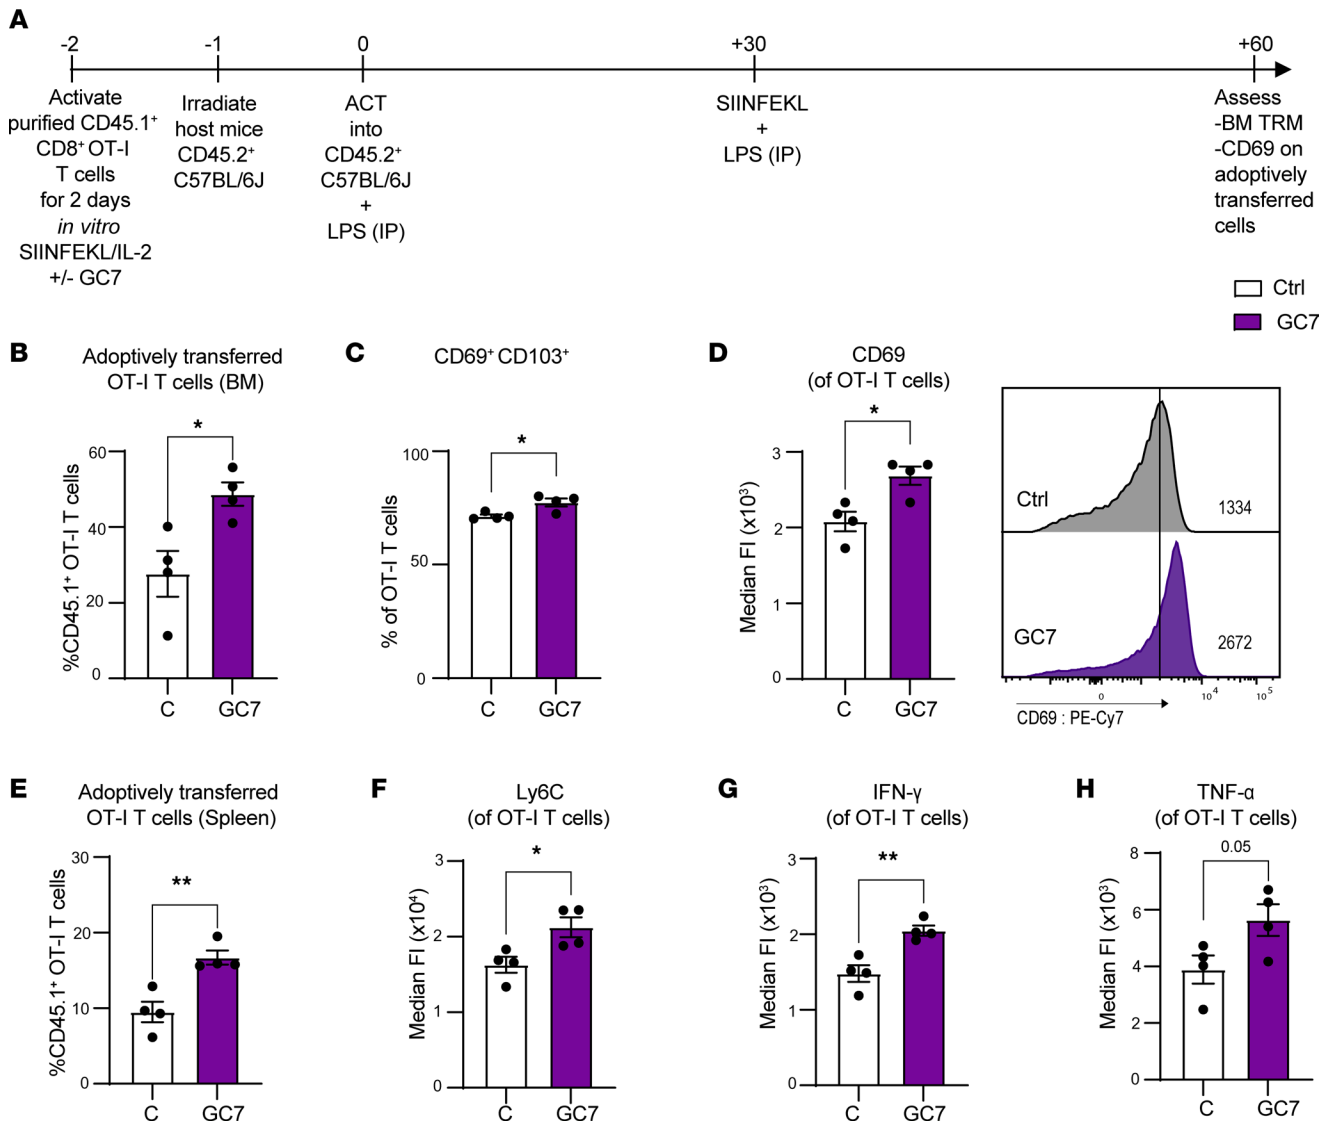 A
-2
-1
0
+30
+60
Activate
purified CD45.1⁺
CD8⁺ OT-I
T cells
for 2 days
in vitro
SIINFEKL/IL-2
+/- GC7
Irradiate
host mice
CD45.2⁺
C57BL/6J
ACT
into
CD45.2⁺
C57BL/6J
+
LPS (IP)
SIINFEKL
+
LPS (IP)
Assess
-BM TRM
-CD69 on
adoptively
transferred
cells
Ctrl
GC7
B
Adoptively transferred
OT-I T cells (BM)
*
%CD45.1⁺ OT-I T cells
60
40
20
0
C
GC7
C
CD69⁺ CD103⁺
*
% of OT-I T cells
100
50
0
C
GC7
D
CD69
(of OT-I T cells)
*
Median FI (x10³)
3
2
1
0
C
GC7
Ctrl
1334
GC7
2672
0
10⁴
10⁵
CD69 : PE-Cy7
E
Adoptively transferred
OT-I T cells (Spleen)
**
%CD45.1⁺ OT-I T cells
30
20
10
0
C
GC7
F
Ly6C
(of OT-I T cells)
*
Median FI (x10⁴)
3
2
1
0
C
GC7
G
IFN-γ
(of OT-I T cells)
**
Median FI (x10³)
3
2
1
0
C
GC7
H
TNF-α
(of OT-I T cells)
0.05
Median FI (x10³)
8
6
4
2
0
C
GC7